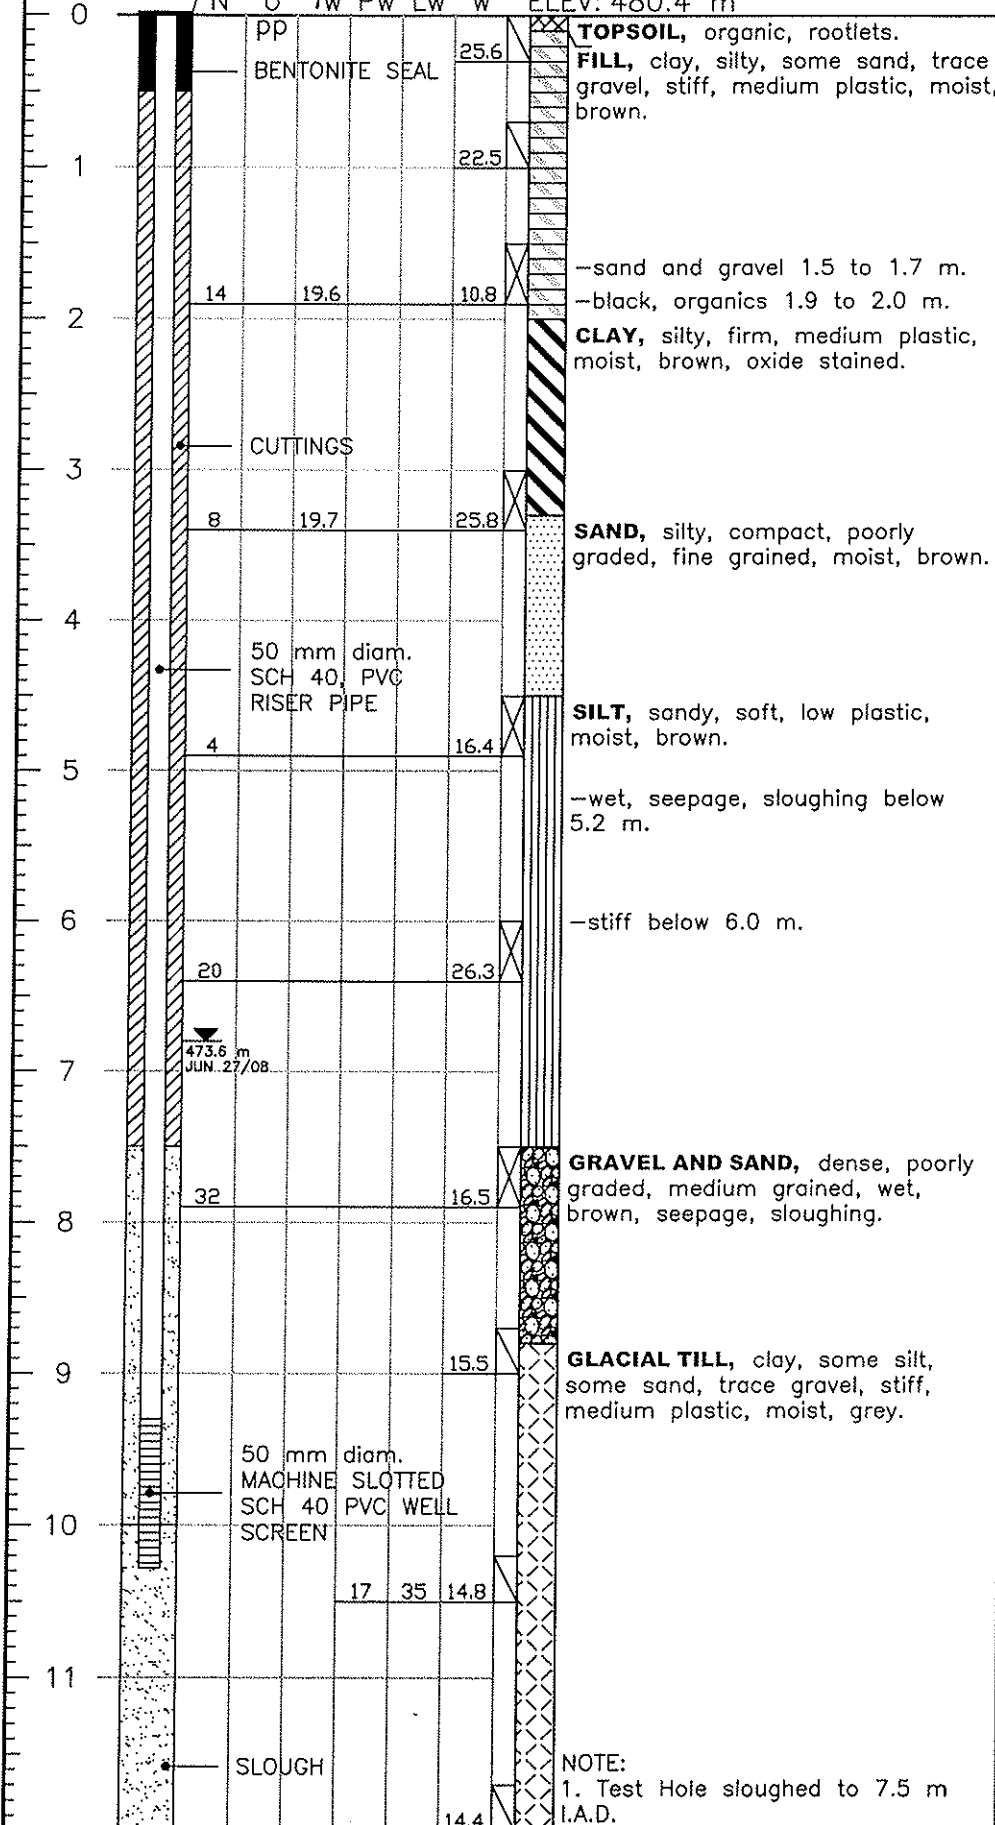 N U γw Pw Lw W ELEV: 480.4 m
PP
0
25.6
TOPSOIL, organic, rootlets.
BENTONITE SEAL
FILL, clay, silty, some sand, trace
gravel, stiff, medium plastic, moist,
brown.
1
22.5
-sand and gravel 1.5 to 1.7 m.
14 19.6 10.8
-black, organics 1.9 to 2.0 m.
2
CLAY, silty, firm, medium plastic,
moist, brown, oxide stained.
CUTTINGS
3
8 19.7 25.8
SAND, silty, compact, poorly
graded, fine grained, moist, brown.
4
50 mm diam.
SCH 40, PVC
RISER PIPE
SILT, sandy, soft, low plastic,
moist, brown.
4 16.4
5
-wet, seepage, sloughing below
5.2 m.
6
-stiff below 6.0 m.
20 26.3
473.6 m
JUN 27/08
7
GRAVEL AND SAND, dense, poorly
graded, medium grained, wet,
brown, seepage, sloughing.
32 16.5
8
15.5
GLACIAL TILL, clay, some silt,
some sand, trace gravel, stiff,
medium plastic, moist, grey.
9
50 mm diam.
MACHINE SLOTTED
SCH 40 PVC WELL
SCREEN
10
17 35 14.8
11
SLOUGH
NOTE:
1. Test Hole sloughed to 7.5 m
I.A.D.
14.4